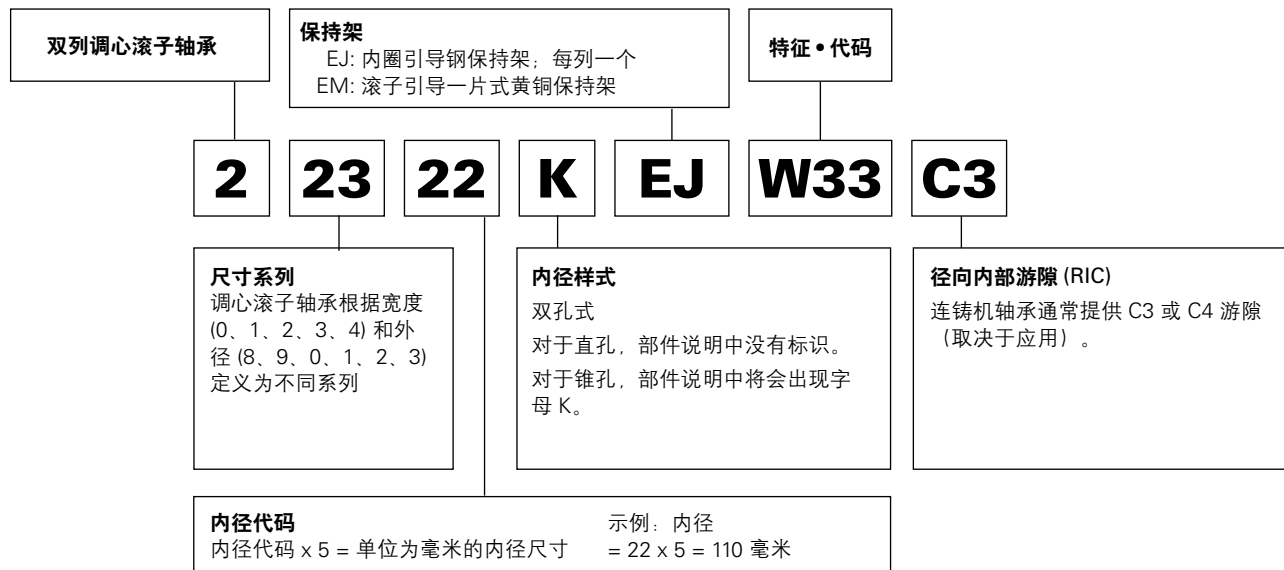 双列调心滚子轴承
保持架
EJ: 内圈引导钢保持架；每列一个
EM: 滚子引导一片式黄铜保持架
特征•代码
2 23 22 K EJ W33 C3
尺寸系列
调心滚子轴承根据宽度
(0、1、2、3、4) 和外
径 (8、9、0、1、2、3)
定义为不同系列
内径样式
双孔式
对于直孔，部件说明中没有标识。
对于锥孔，部件说明中将会出现字
母 K。
径向内部游隙 (RIC)
连铸机轴承通常提供 C3 或 C4 游隙
（取决于应用）。
内径代码
内径代码 x 5 = 单位为毫米的内径尺寸
示例：内径
= 22 x 5 = 110 毫米